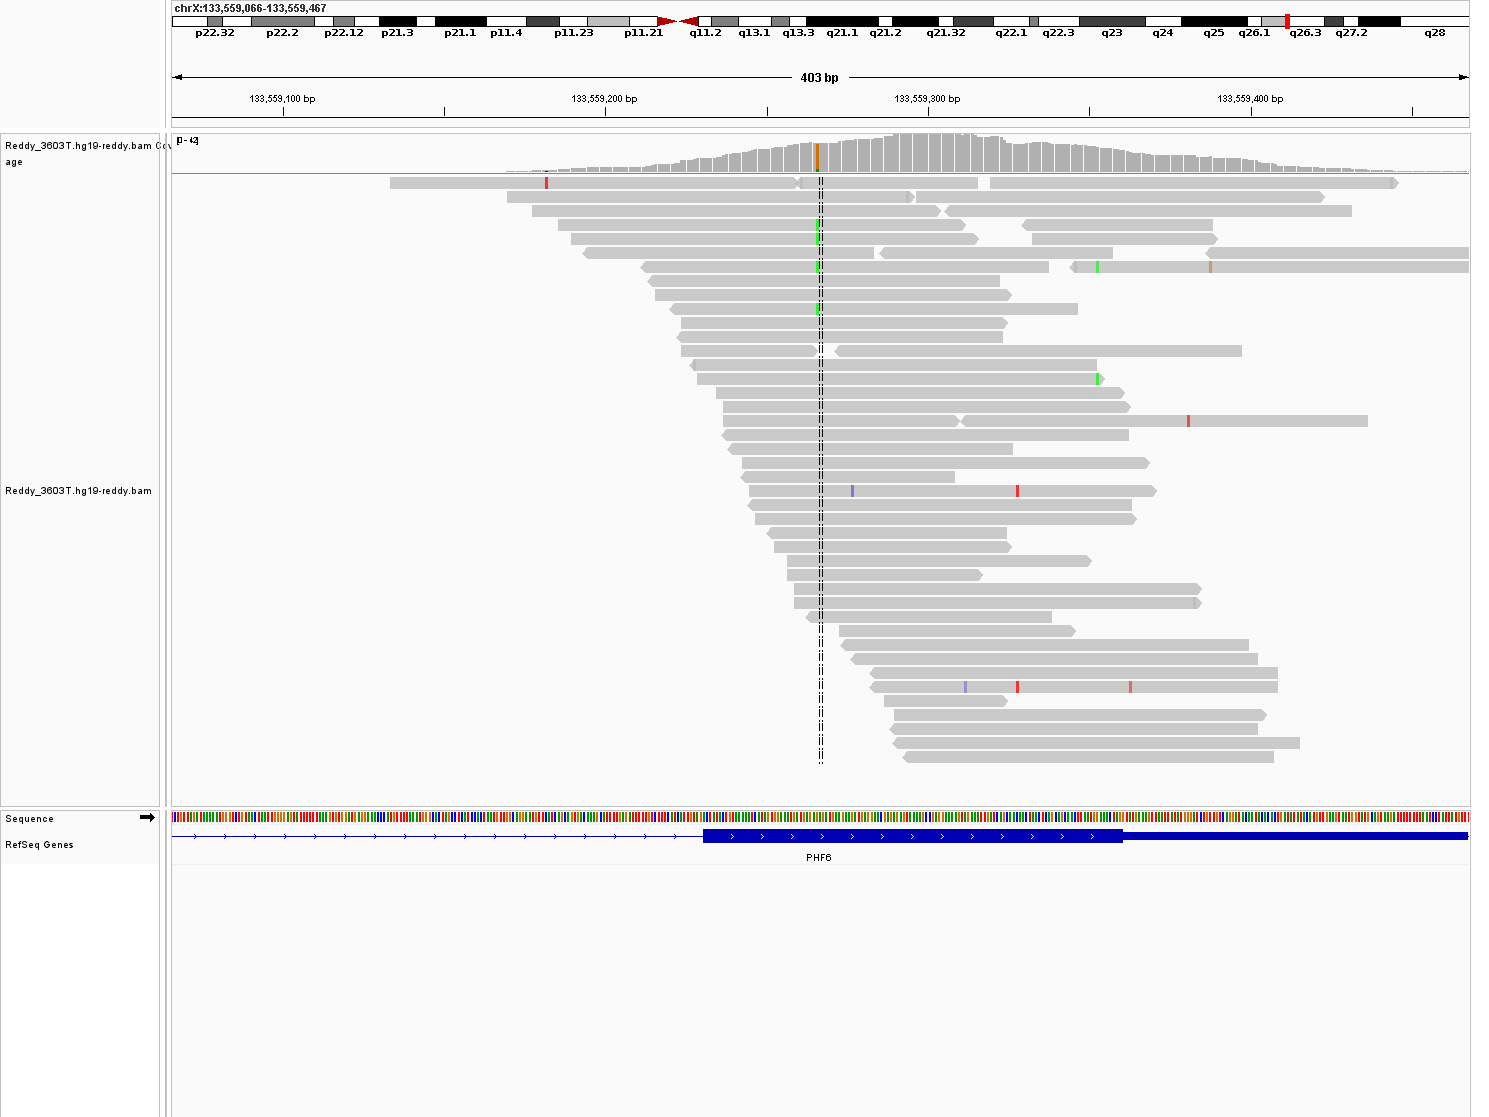 chrX:133,559,066-133,559,467
p22.32 p22.2 p22.12 p21.3 p21.1 p11.4 p11.23 p11.21 q11.2 q13.1 q13.3 q21.1 q21.2 q21.32 q22.1 q22.3 q23 q24 q25 q26.1 q26.3 q27.2 q28
403 bp
133,559,100 bp 133,559,200 bp 133,559,300 bp 133,559,400 bp
Reddy_3603T.hg19-reddy.bam Cov
age
[0 - 42]
Reddy_3603T.hg19-reddy.bam
Sequence
RefSeq Genes
PHF6